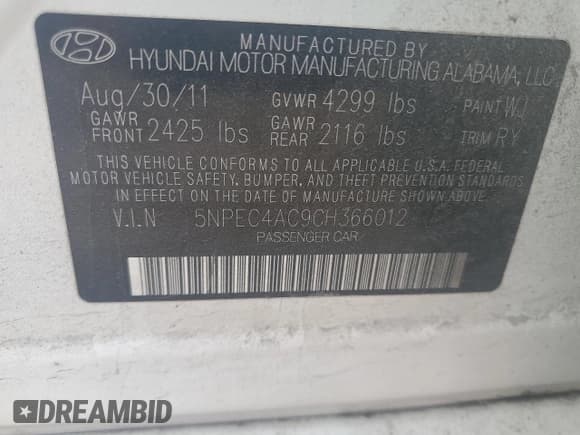 MANUFACTURED BY
HYUNDAI MOTOR MANUFACTURING ALABAMA, LLC
Aug/30/11 GVWR 4299 lbs PAINT WJ
GAWR FRONT 2425 lbs GAWR REAR 2116 lbs TRIM RY
THIS VEHICLE CONFORMS TO ALL APPLICABLE U.S.A. FEDERAL
MOTOR VEHICLE SAFETY, BUMPER, AND THEFT PREVENTION STANDARDS
IN EFFECT ON THE DATE OF MANUFACTURE SHOWN ABOVE.
V.I.N 5NPEC4AC9CH366012
PASSENGER CAR
DREAMBID